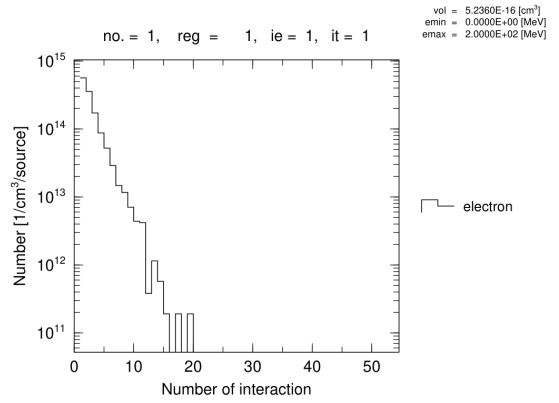 vol = 5.2360E-16 [cm³]
emin = 0.0000E+00 [MeV]
emax = 2.0000E+02 [MeV]
no. = 1, reg = 1, ie = 1, it = 1
10¹⁵
10¹⁴
10¹³
10¹²
10¹¹
Number [1/cm³/source]
electron
0 10 20 30 40 50
Number of interaction